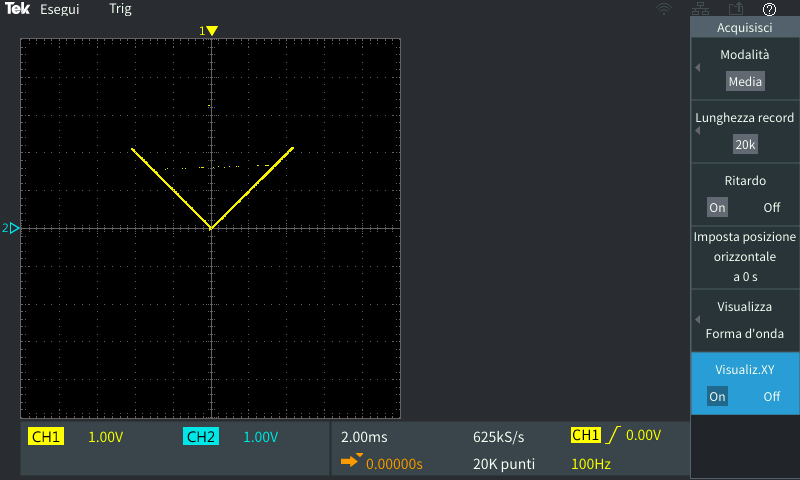 Tek Esegui Trig
Acquisisci
1
Modalità
Media
Lunghezza record
20k
Ritardo
On Off
2
Imposta posizione
orizzontale
a 0 s
Visualizza
Forma d'onda
Visualiz.XY
On Off
CH1 1.00V CH2 1.00V 2.00ms 625kS/s CH1 0.00V
0.00000s 20K punti 100Hz